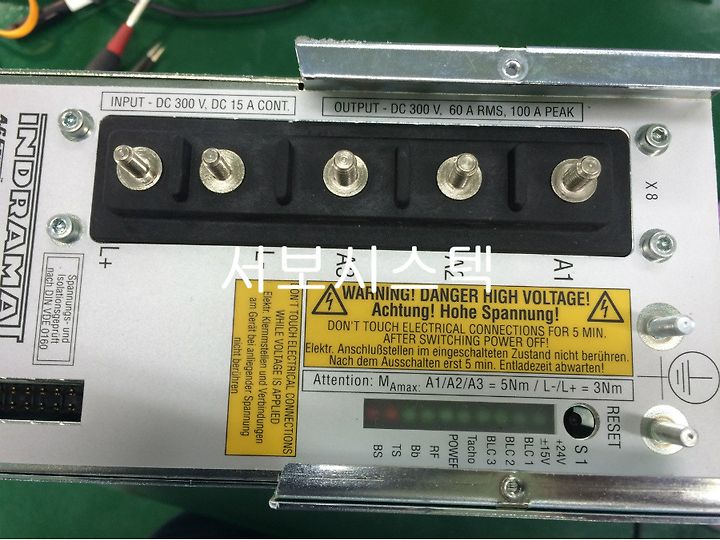 INPUT - DC 300 V, DC 15 A CONT.
OUTPUT - DC 300 V, 60 A RMS, 100 A PEAK
INDRAMAT
X8
L+
L-
A3
A2
A1
서보시스텍
Spannungs- und
Isolationsgeprüft
nach DIN VDE 0160
DON'T TOUCH ELECTRICAL CONNECTIONS
WHILE VOLTAGE IS APPLIED
Elektr. Klemmstellen und Verbindungen
am Gerät bei anliegender Spannung
nicht berühren
WARNING! DANGER HIGH VOLTAGE!
Achtung! Hohe Spannung!
DON'T TOUCH ELECTRICAL CONNECTIONS FOR 5 MIN.
AFTER SWITCHING POWER OFF!
Elektr. Anschlußstellen im eingeschalteten Zustand nicht berühren.
Nach dem Ausschalten erst 5 min. Entladezeit abwarten!
Attention: MAmax: A1/A2/A3 = 5Nm / L-/L+ = 3Nm
RESET
S 1
BS
TS
Bb
RF
POWER
Tacho
BLC 3
BLC 2
BLC 1
±15V
+24V